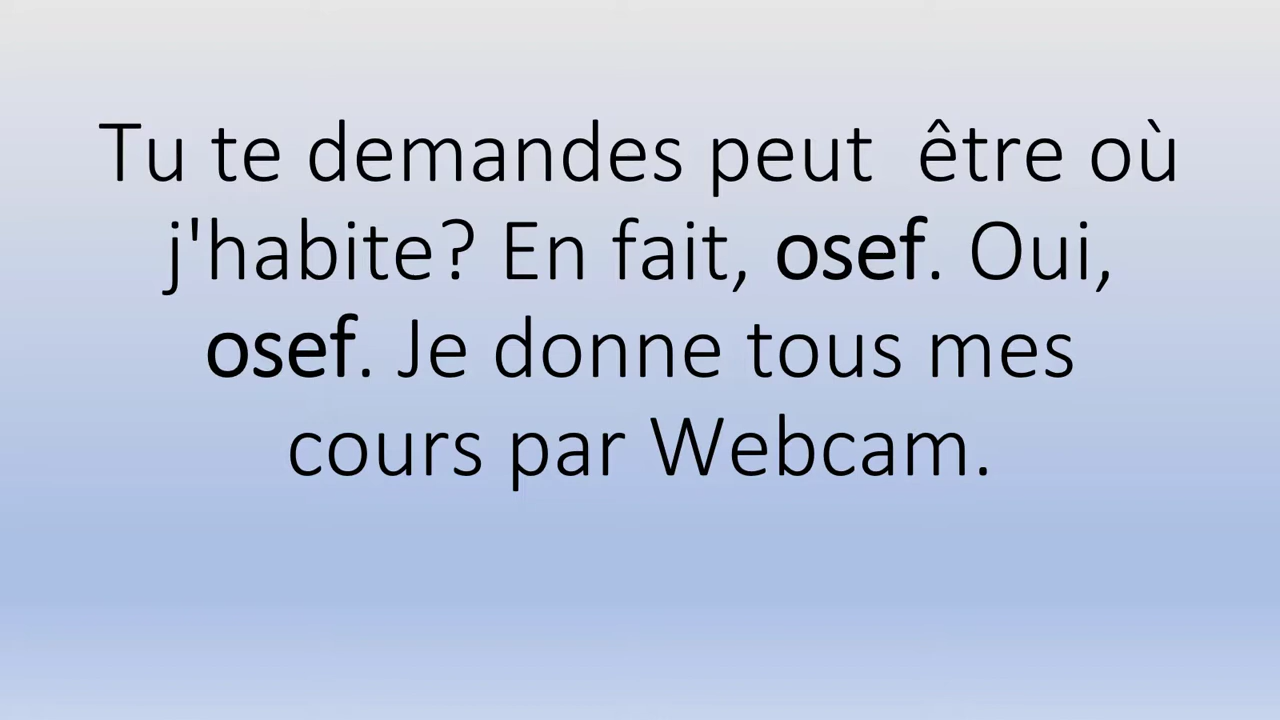 Tu te demandes peut  être où
j'habite? En fait, osef. Oui,
osef. Je donne tous mes
cours par Webcam.